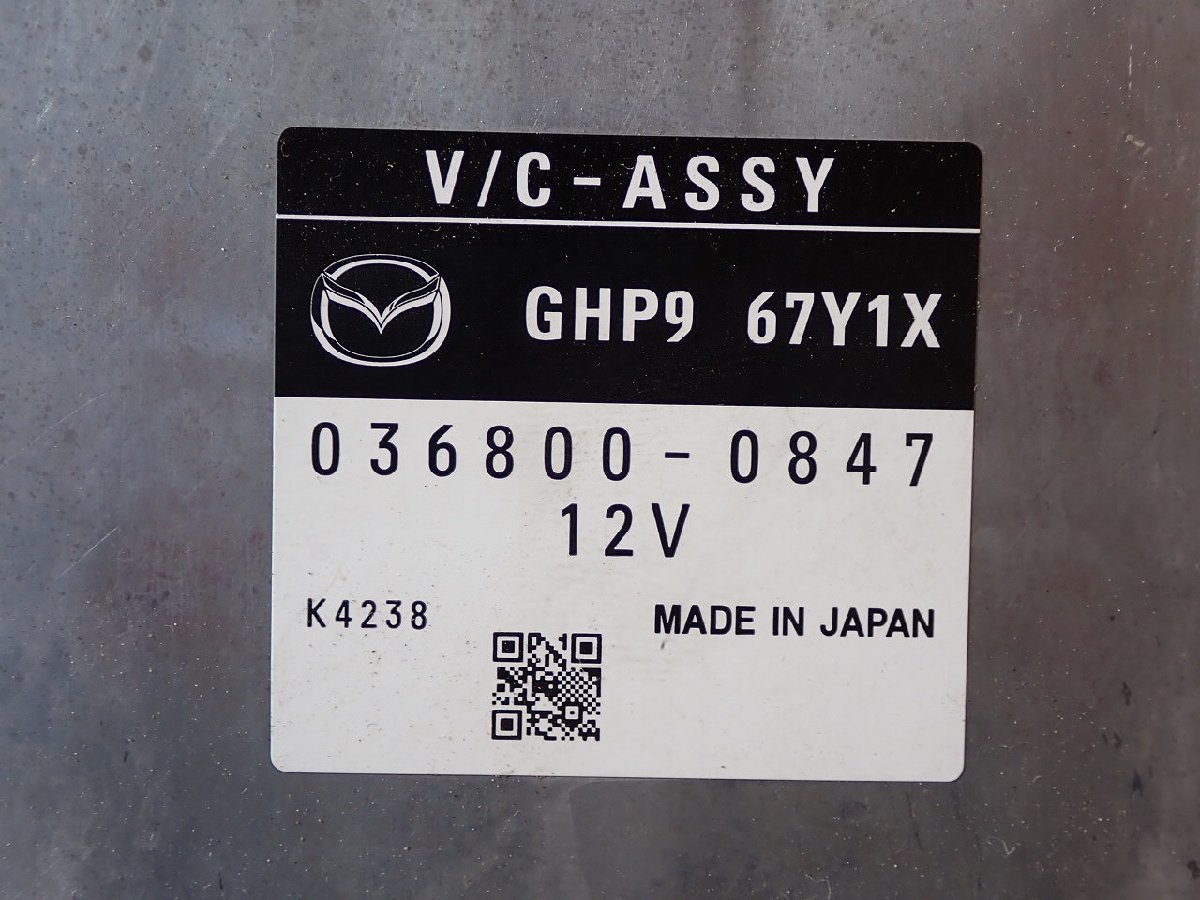 V/C-ASSY
GHP9 67Y1X
036800-0847
12V
K4238
MADE IN JAPAN